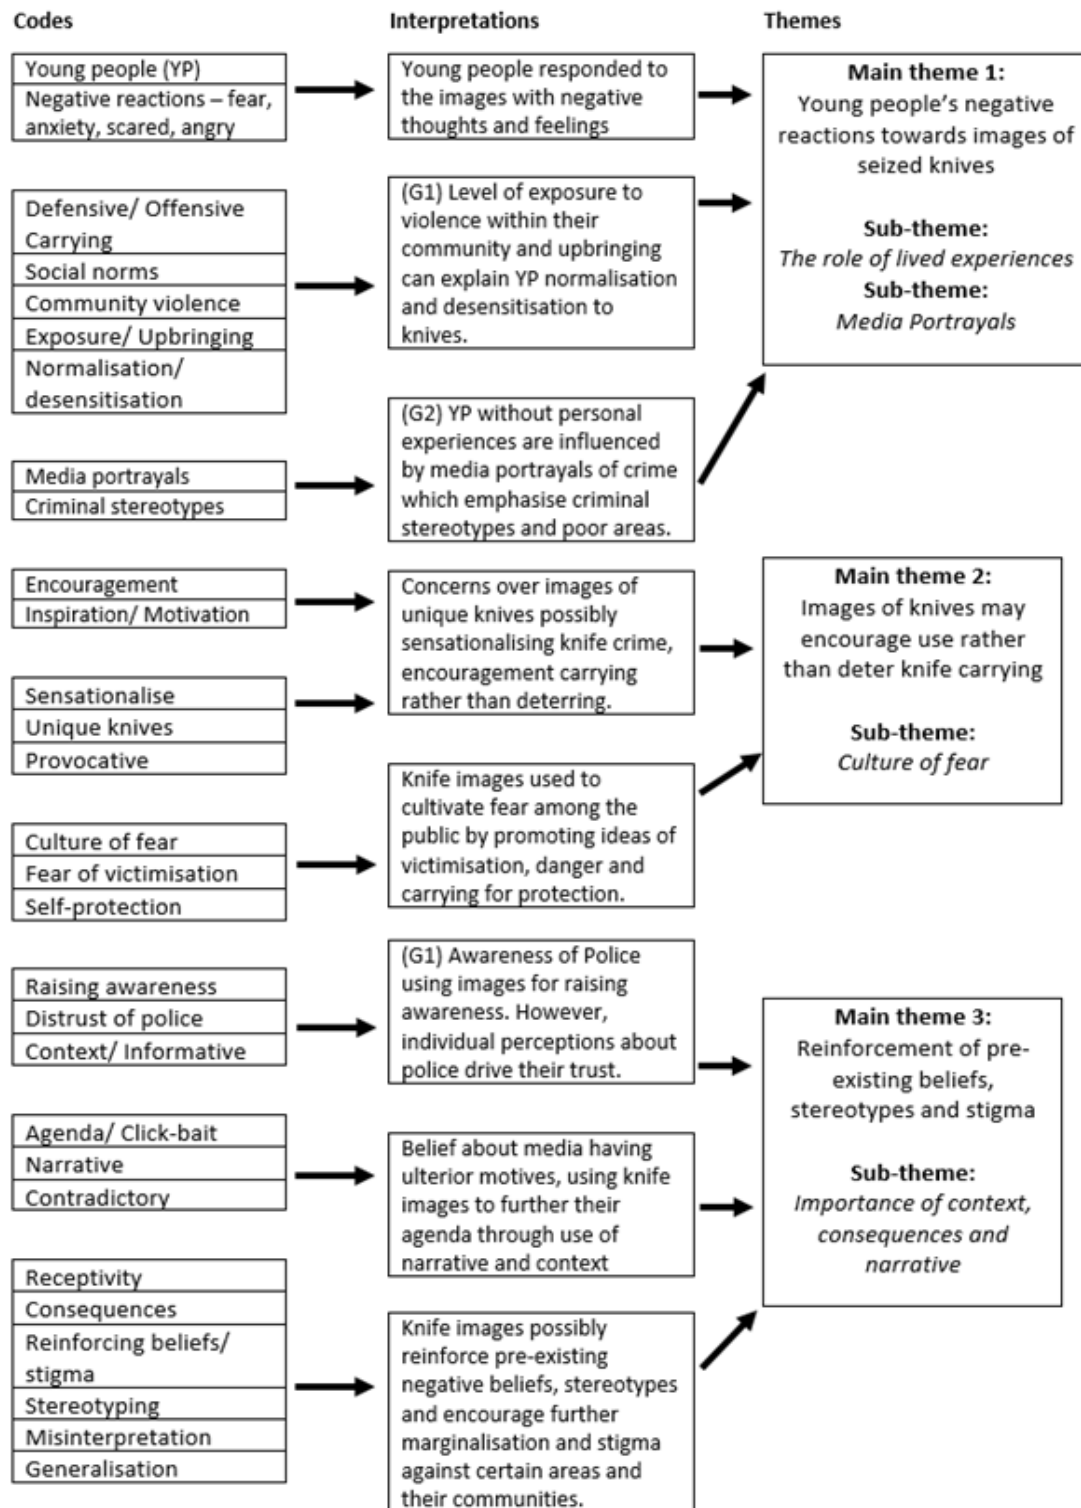 Codes
Interpretations
Themes
Young people (YP)
Negative reactions – fear,
anxiety, scared, angry
Young people responded to
the images with negative
thoughts and feelings
Main theme 1:
Young people's negative
reactions towards images of
seized knives
Sub-theme:
The role of lived experiences
Sub-theme:
Media Portrayals
Defensive/ Offensive
Carrying
Social norms
Community violence
Exposure/ Upbringing
Normalisation/
desensitisation
(G1) Level of exposure to
violence within their
community and upbringing
can explain YP normalisation
and desensitisation to
knives.
Media portrayals
Criminal stereotypes
(G2) YP without personal
experiences are influenced
by media portrayals of crime
which emphasise criminal
stereotypes and poor areas.
Encouragement
Inspiration/ Motivation
Sensationalise
Unique knives
Provocative
Concerns over images of
unique knives possibly
sensationalising knife crime,
encouragement carrying
rather than deterring.
Main theme 2:
Images of knives may
encourage use rather
than deter knife carrying
Sub-theme:
Culture of fear
Culture of fear
Fear of victimisation
Self-protection
Knife images used to
cultivate fear among the
public by promoting ideas of
victimisation, danger and
carrying for protection.
Raising awareness
Distrust of police
Context/ Informative
(G1) Awareness of Police
using images for raising
awareness. However,
individual perceptions about
police drive their trust.
Main theme 3:
Reinforcement of pre-
existing beliefs,
stereotypes and stigma
Sub-theme:
Importance of context,
consequences and
narrative
Agenda/ Click-bait
Narrative
Contradictory
Belief about media having
ulterior motives, using knife
images to further their
agenda through use of
narrative and context
Receptivity
Consequences
Reinforcing beliefs/
stigma
Stereotyping
Misinterpretation
Generalisation
Knife images possibly
reinforce pre-existing
negative beliefs, stereotypes
and encourage further
marginalisation and stigma
against certain areas and
their communities.